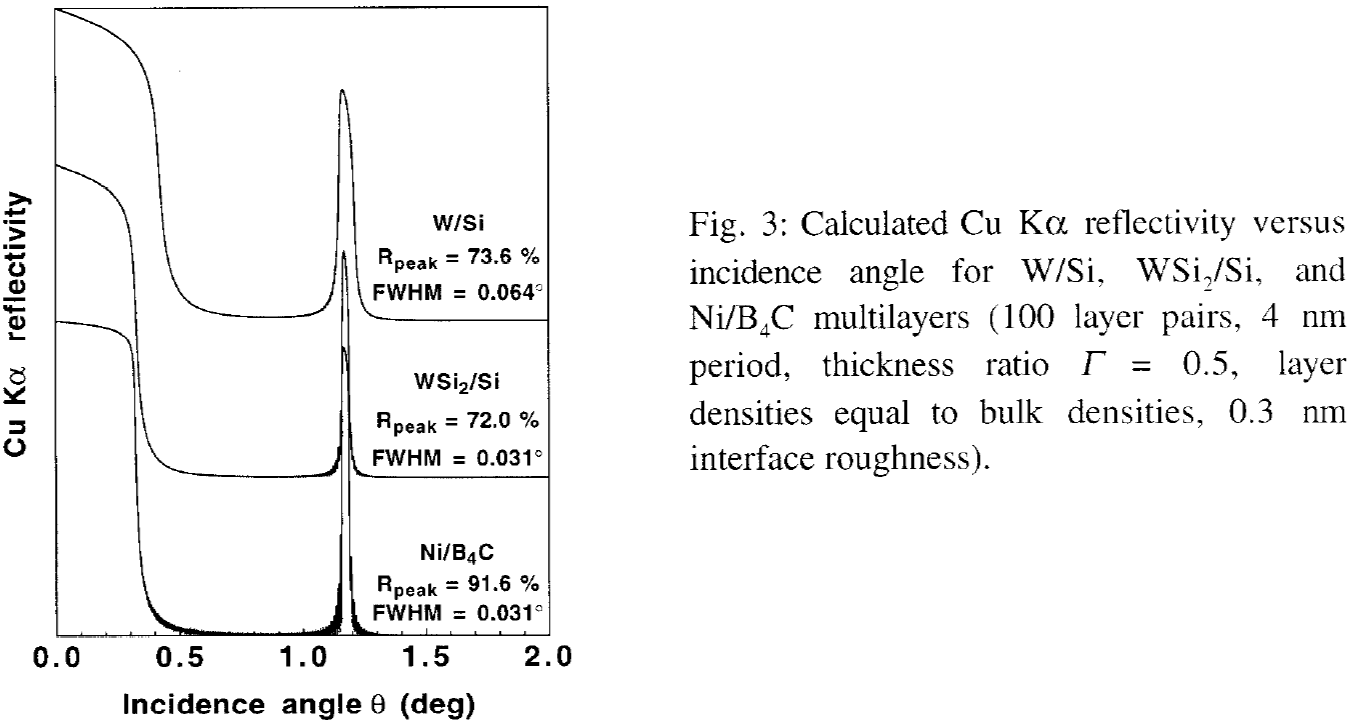 Cu Kα reflectivity
W/Si
Rpeak = 73.6 %
FWHM = 0.064°
WSi₂/Si
Rpeak = 72.0 %
FWHM = 0.031°
Ni/B₄C
Rpeak = 91.6 %
FWHM = 0.031°
0.0 0.5 1.0 1.5 2.0
Incidence angle θ (deg)
Fig. 3: Calculated Cu Kα reflectivity versus
incidence angle for W/Si, WSi₂/Si, and
Ni/B₄C multilayers (100 layer pairs, 4 nm
period, thickness ratio Γ = 0.5, layer
densities equal to bulk densities, 0.3 nm
interface roughness).